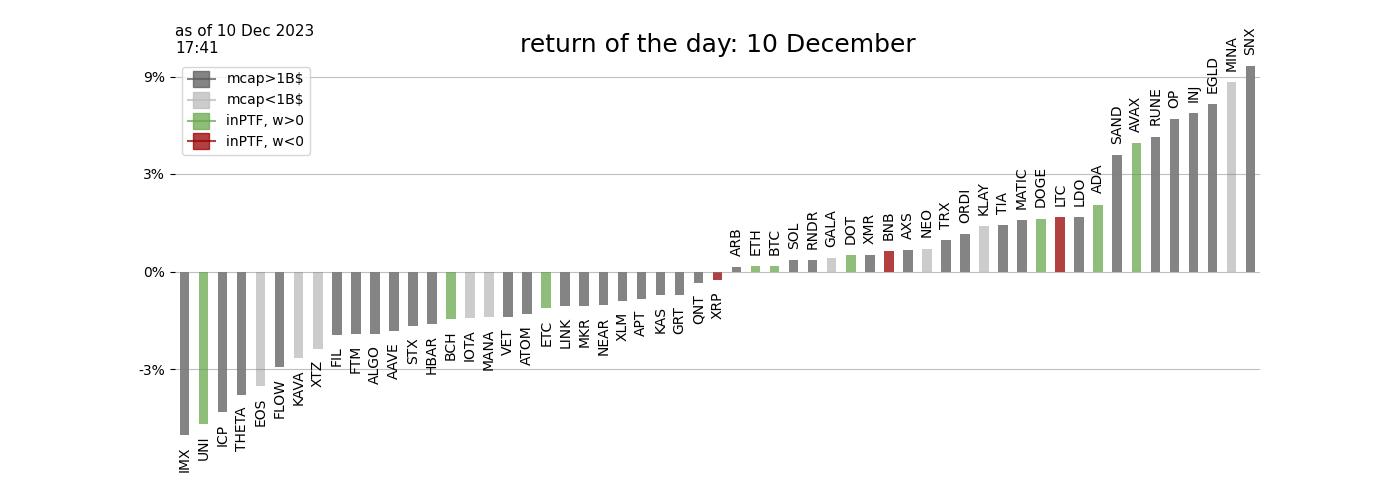 as of 10 Dec 2023
17:41
return of the day: 10 December
mcap>1B$
mcap<1B$
inPTF, w>0
inPTF, w<0
9%
3%
0%
-3%
IMX
UNI
ICP
THETA
EOS
FLOW
KAVA
XTZ
FIL
FTM
ALGO
AAVE
STX
HBAR
BCH
IOTA
MANA
VET
ATOM
ETC
LINK
MKR
NEAR
XLM
APT
KAS
GRT
QNT
XRP
ARB
ETH
BTC
SOL
RNDR
GALA
DOT
XMR
BNB
AXS
NEO
TRX
ORDI
KLAY
TIA
MATIC
DOGE
LTC
LDO
ADA
SAND
AVAX
RUNE
OP
INJ
EGLD
MINA
SNX